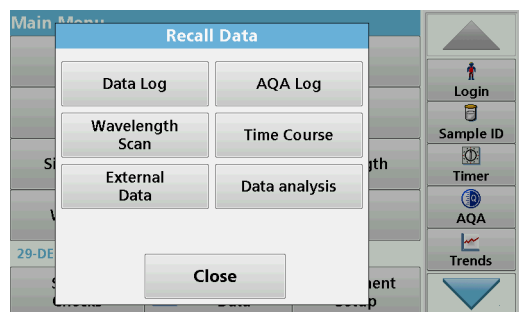 Main Menu
Recall Data
Data Log
AQA Log
Wavelength
Scan
Time Course
External
Data
Data analysis
Close
29-DE
Data
Login
Sample ID
Timer
AQA
Trends